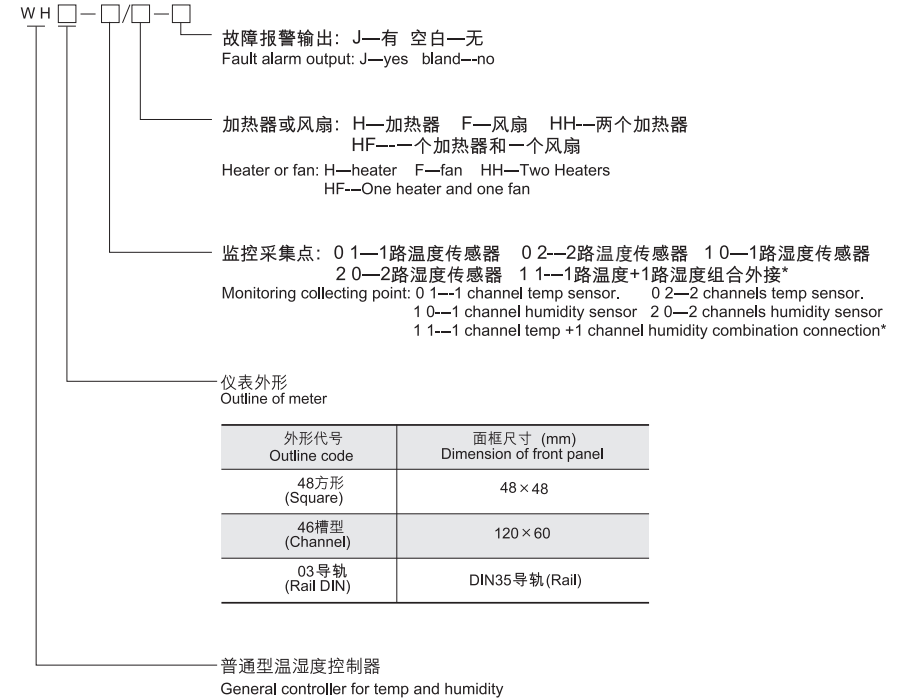 WH□—□/□—□
故障报警输出：J—有 空白—无
Fault alarm output: J—yes bland---no
加热器或风扇：H—加热器 F—风扇 HH---两个加热器
HF---一个加热器和一个风扇
Heater or fan: H—heater F—fan HH—Two Heaters
HF---One heater and one fan
监控采集点：0 1—1路温度传感器 0 2---2路温度传感器 1 0—1路湿度传感器
2 0—2路湿度传感器 1 1---1路温度+1路湿度组合外接*
Monitoring collecting point: 0 1---1 channel temp sensor. 0 2—2 channels temp sensor.
1 0---1 channel humidity sensor 2 0—2 channels humidity sensor
1 1---1 channel temp +1 channel humidity combination connection*
仪表外形
Outline of meter
外形代号 面框尺寸 (mm)
Outline code Dimension of front panel
48方形
(Square) 48×48
46槽型
(Channel) 120×60
03导轨
(Rail DIN) DIN35导轨(Rail)
普通型温湿度控制器
General controller for temp and humidity